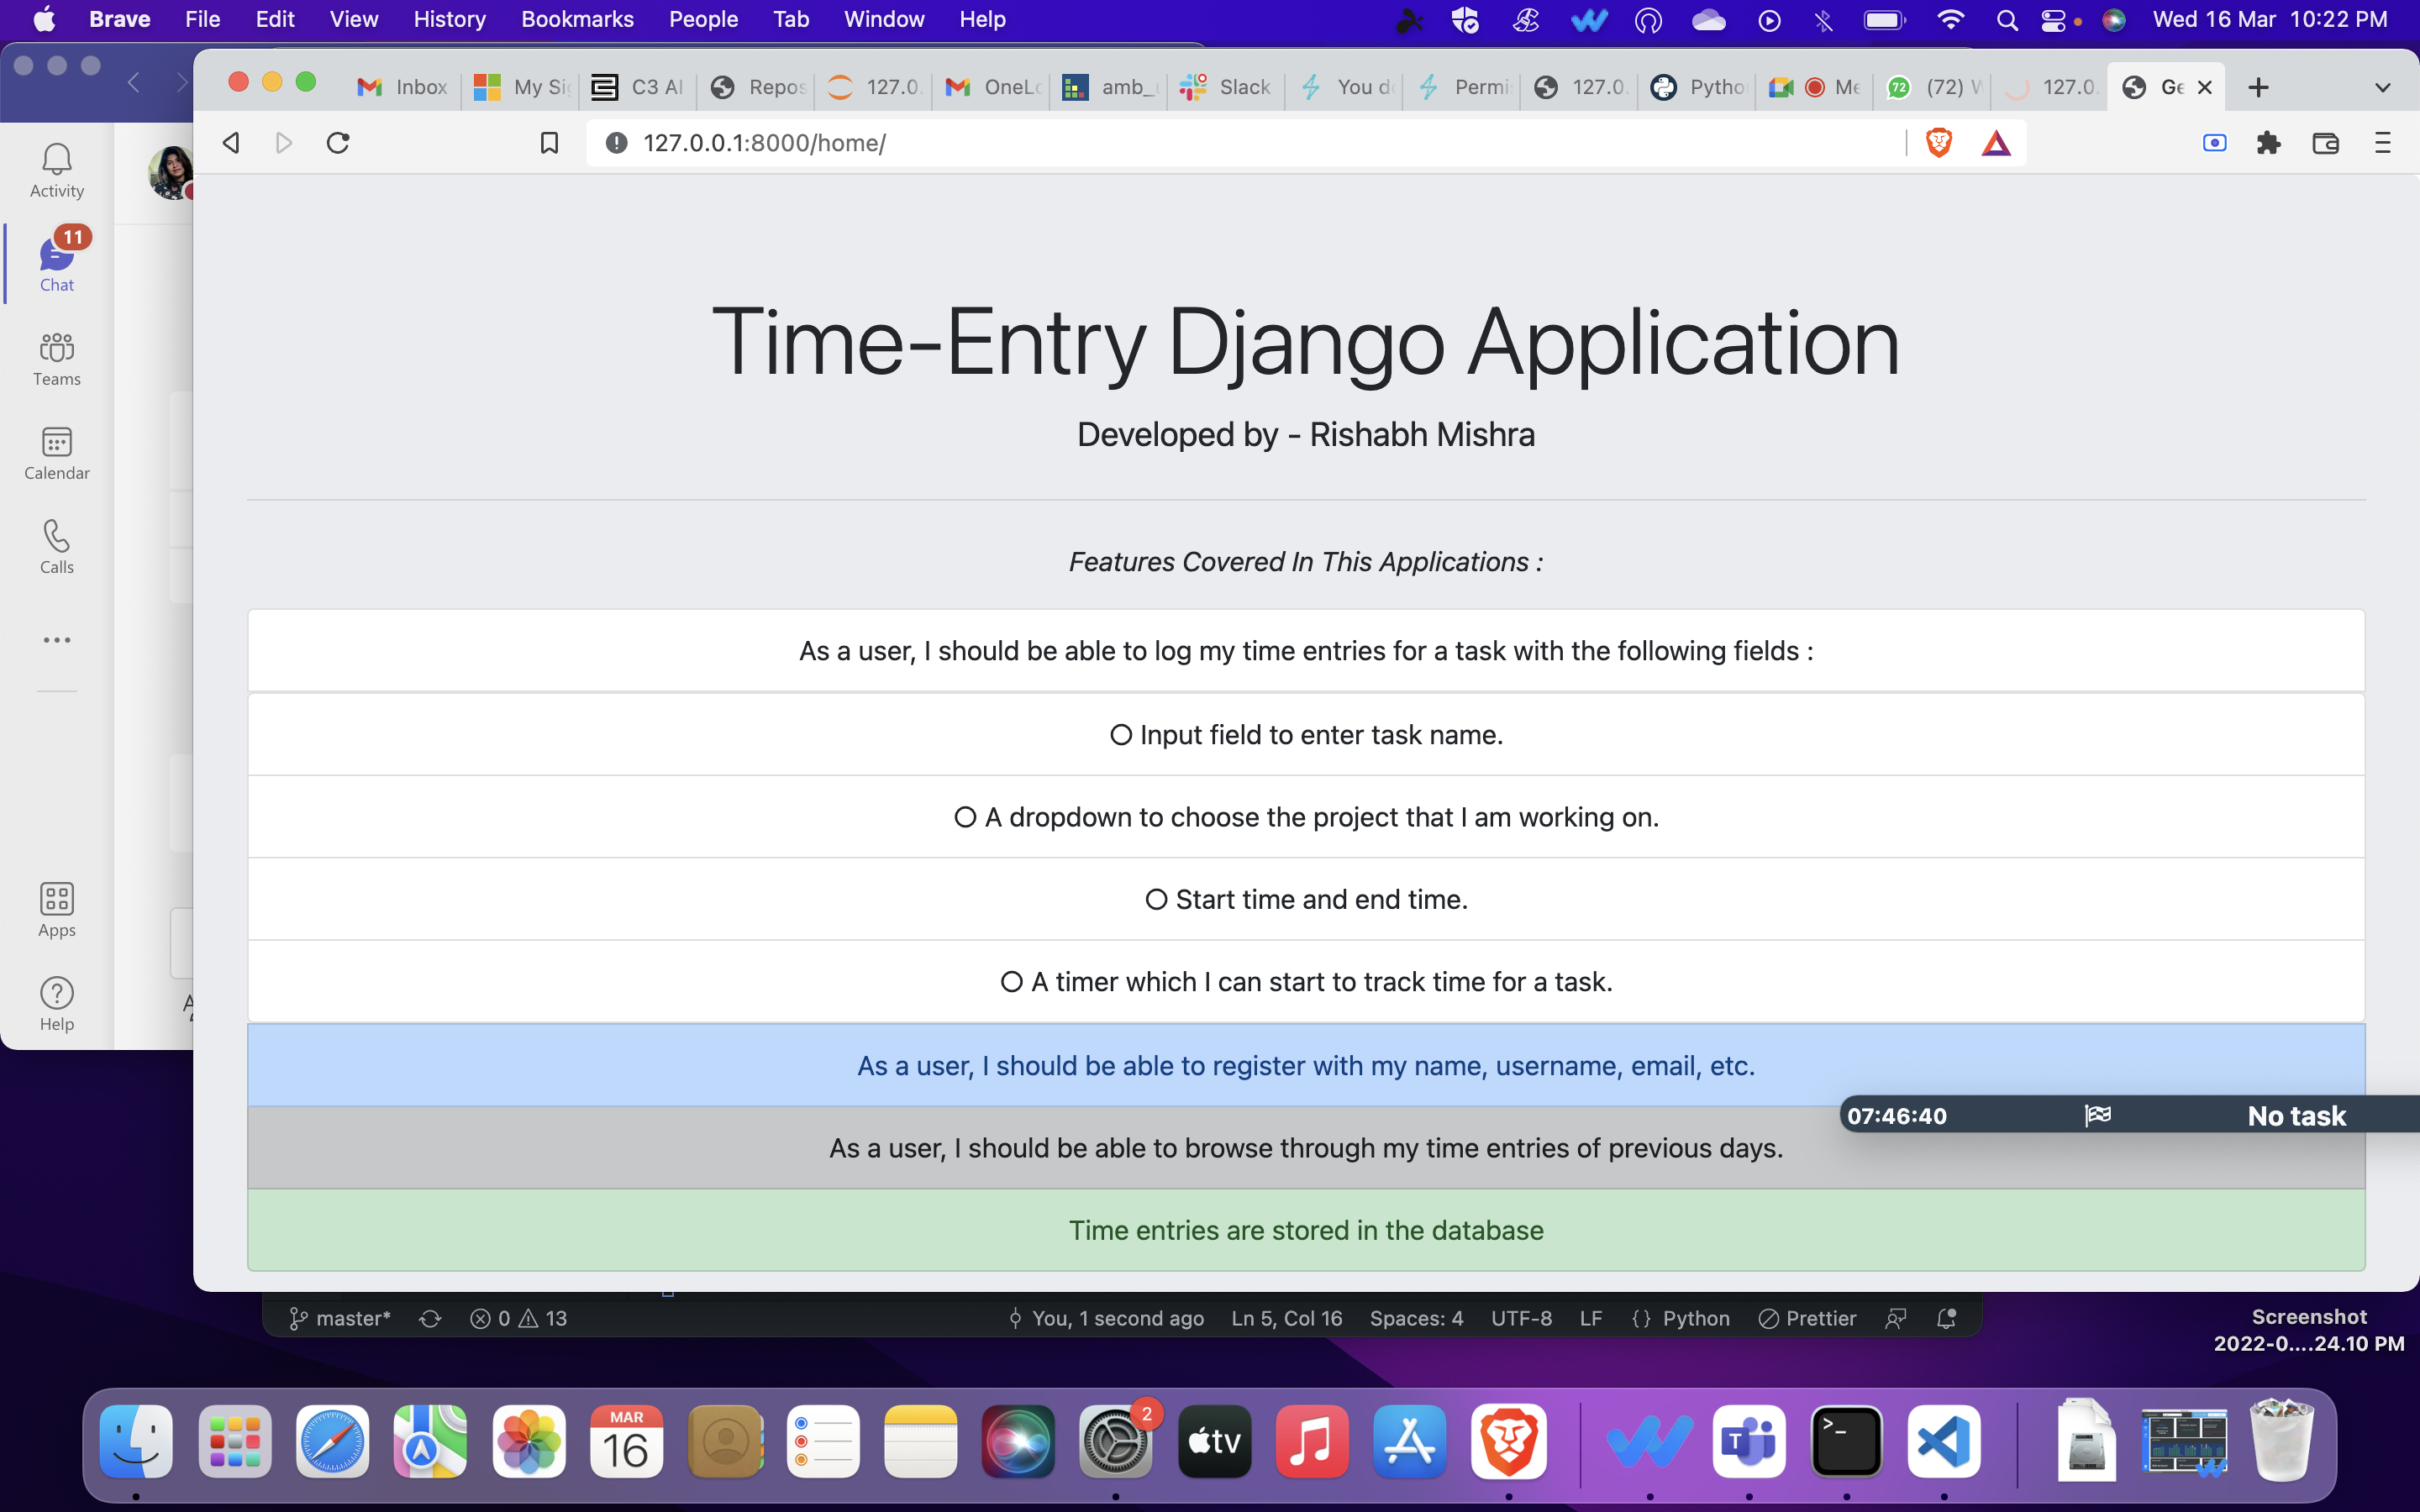 Brave File Edit View History Bookmarks People Tab Window Help Wed 16 Mar 10:22 PM
Inbox My Si C3 AI Repos 127.0. OneLo amb_ Slack You d Permi 127.0. Pytho Me 72 (72) W 127.0. Ge
127.0.0.1:8000/home/
Activity
11
Chat
Teams
Calendar
Calls
Apps
Help
Time-Entry Django Application
Developed by - Rishabh Mishra
Features Covered In This Applications :
As a user, I should be able to log my time entries for a task with the following fields :
Input field to enter task name.
A dropdown to choose the project that I am working on.
Start time and end time.
A timer which I can start to track time for a task.
As a user, I should be able to register with my name, username, email, etc.
07:46:40 No task
As a user, I should be able to browse through my time entries of previous days.
Time entries are stored in the database
master* 0 13 You, 1 second ago Ln 5, Col 16 Spaces: 4 UTF-8 LF {} Python Prettier
Screenshot
2022-0....24.10 PM
MAR
16
2
tv
T
>_